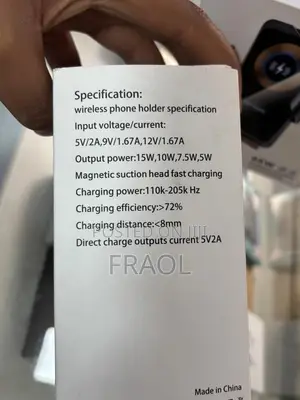 Specification:
wireless phone holder specification
Input voltage/current:
5V/2A,9V/1.67A,12V/1.67A
Output power:15W,10W,7.5W,5W
Magnetic suction head fast charging
Charging power:110k-205k Hz
Charging efficiency:>72%
Charging distance:<8mm
POSTED ON
Direct charge outputs current 5V2A
FRAOL
Made in China